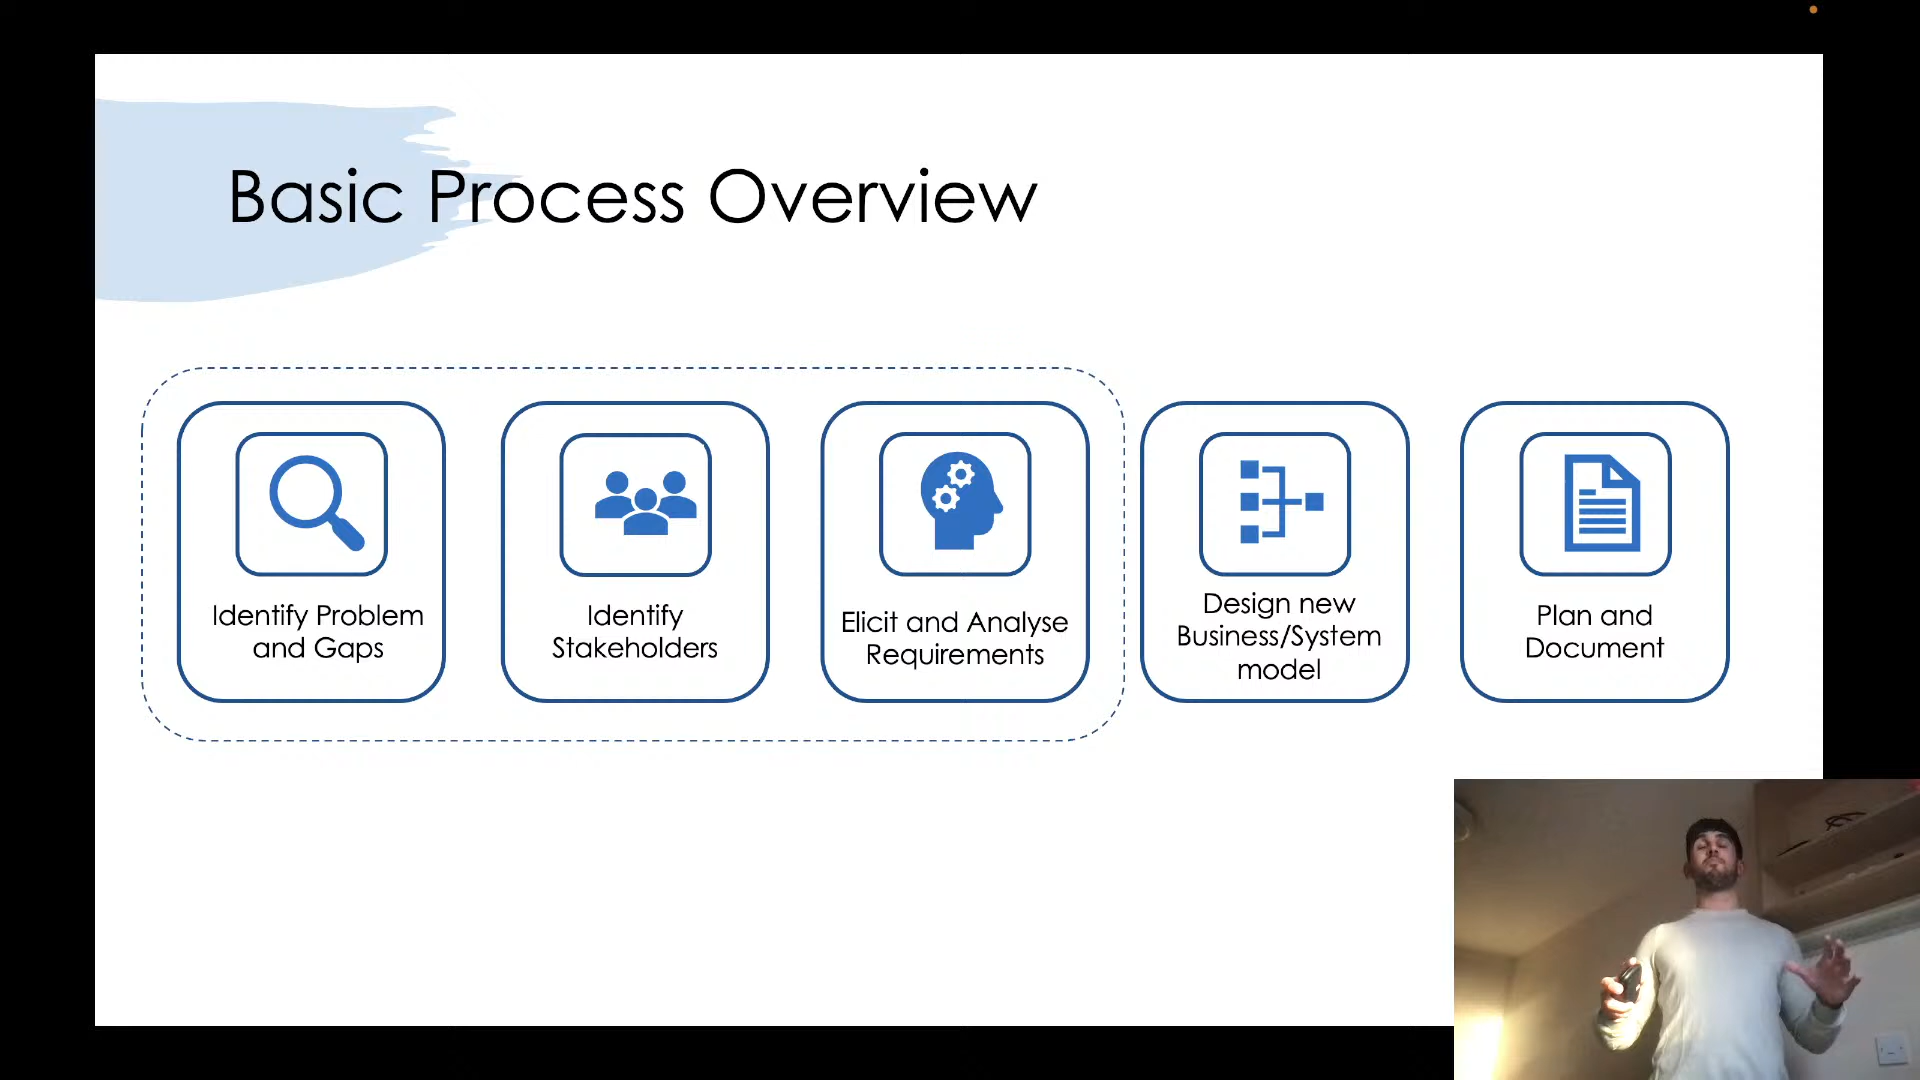 Basic Process Overview
Identify Problem
and Gaps
Identify
Stakeholders
Elicit and Analyse
Requirements
Design new
Business/System
model
Plan and
Document